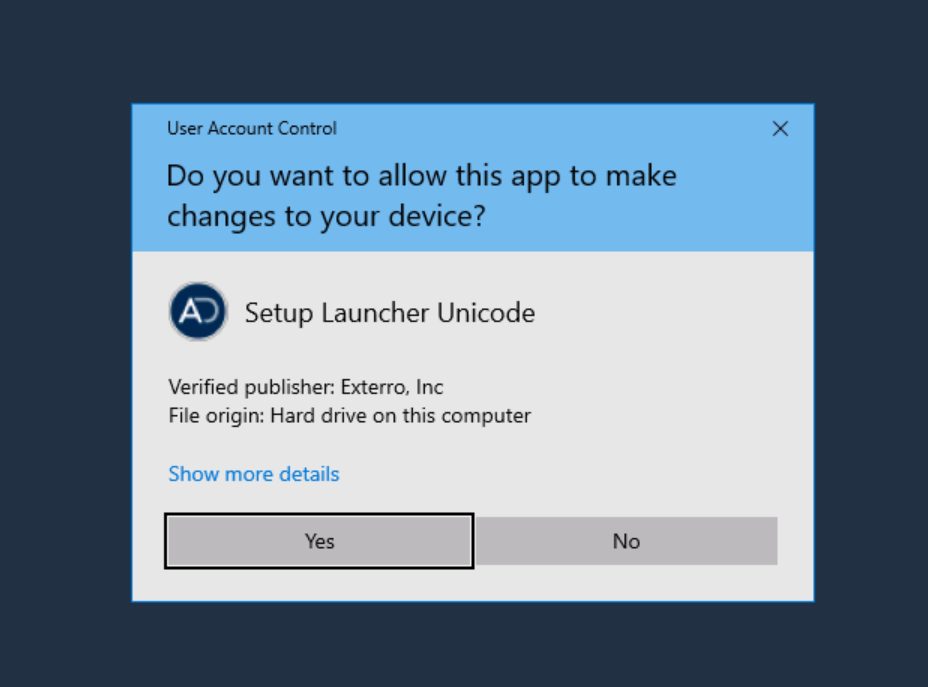 User Account Control
Do you want to allow this app to make
changes to your device?
AD
Setup Launcher Unicode
Verified publisher: Exterro, Inc
File origin: Hard drive on this computer
Show more details
Yes
No